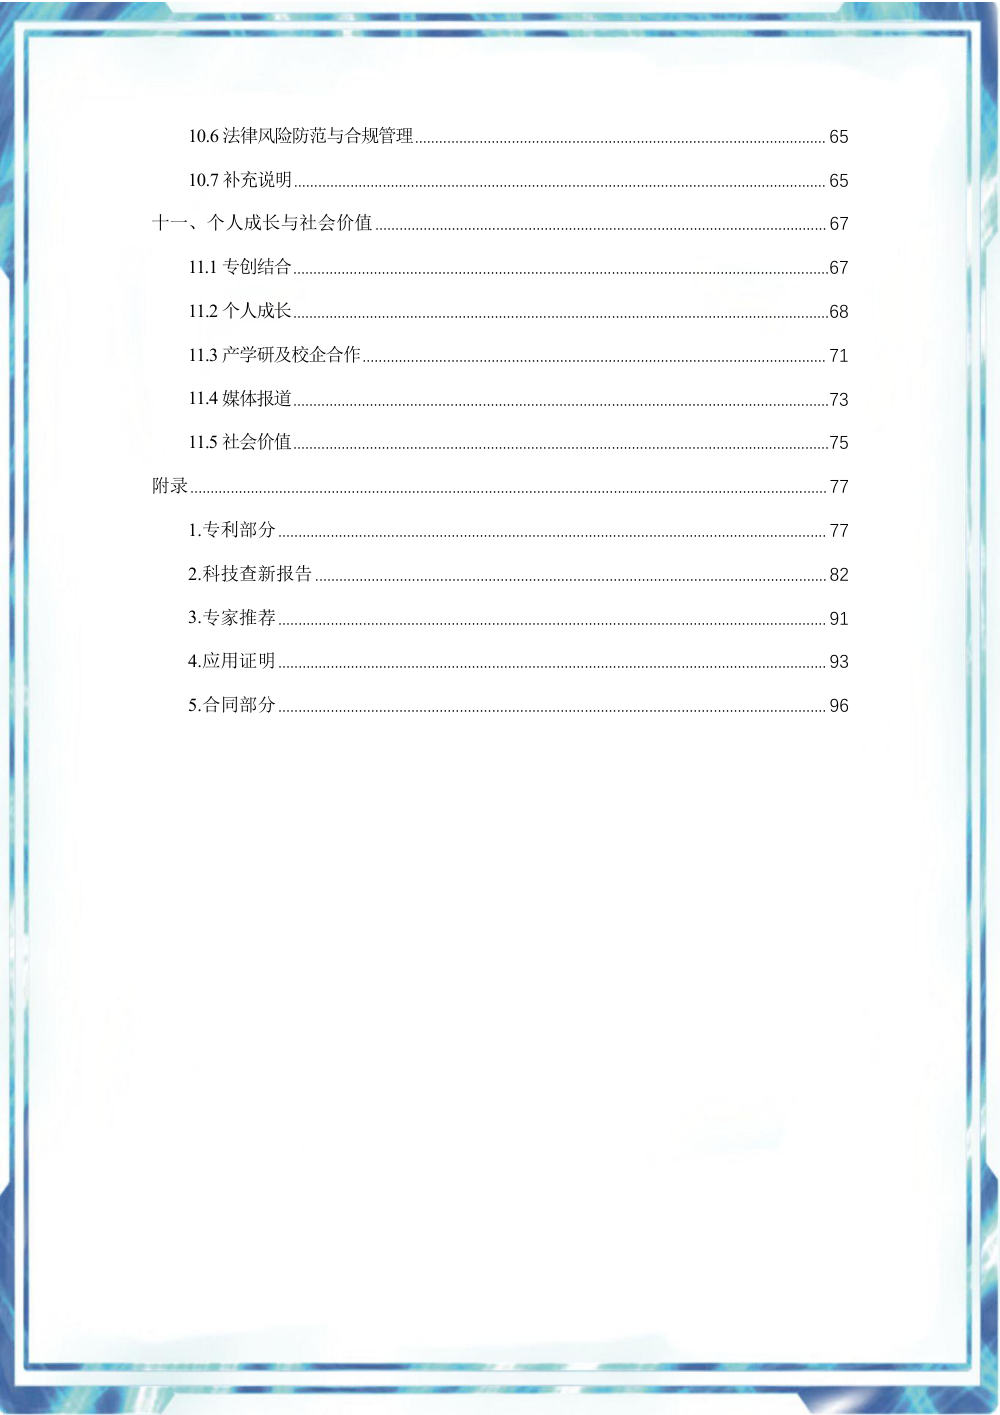 10.6 法律风险防范与合规管理 65
10.7 补充说明 65
十一、个人成长与社会价值 67
11.1 专创结合 67
11.2 个人成长 68
11.3 产学研及校企合作 71
11.4 媒体报道 73
11.5 社会价值 75
附录 77
1.专利部分 77
2.科技查新报告 82
3.专家推荐 91
4.应用证明 93
5.合同部分 96